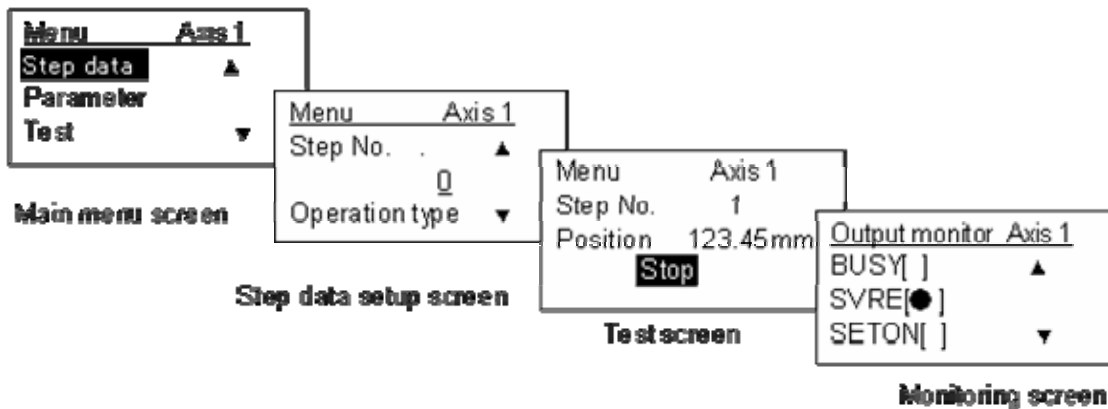 Menu Axis 1
Step data ▲
Parameter
Test ▼
Main menu screen
Menu Axis 1
Step No. . ▲
0
Operation type ▼
Step data setup screen
Menu Axis 1
Step No. 1
Position 123.45mm
Stop
Test screen
Output monitor Axis 1
BUSY[ ] ▲
SVRE[●]
SETON[ ] ▼
Monitoring screen